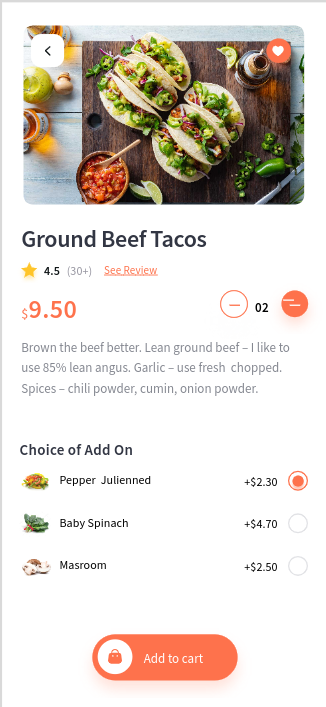 Ground Beef Tacos
4.5 (30+) See Review
$9.50 02
Brown the beef better. Lean ground beef – I like to
use 85% lean angus. Garlic – use fresh chopped.
Spices – chili powder, cumin, onion powder.
Choice of Add On
Pepper Julienned +$2.30
Baby Spinach +$4.70
Masroom +$2.50
Add to cart